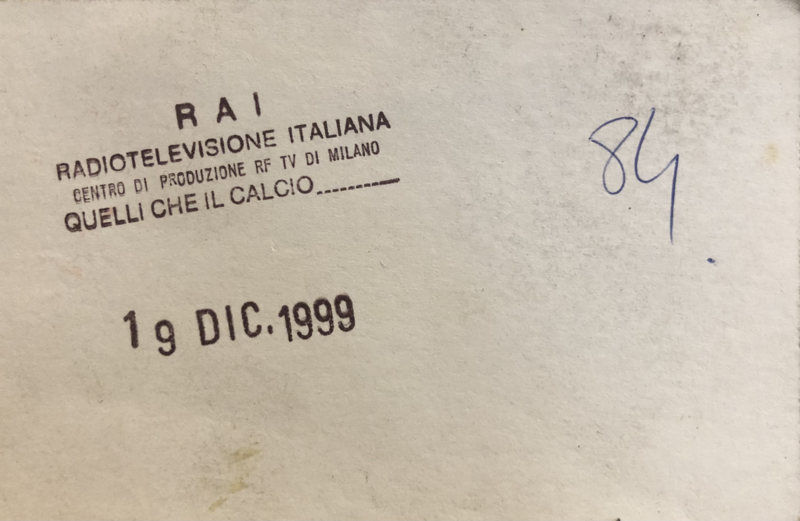 RAI
RADIOTELEVISIONE ITALIANA
CENTRO DI PRODUZIONE RF TV DI MILANO
QUELLI CHE IL CALCIO..........
19 DIC. 1999
84.